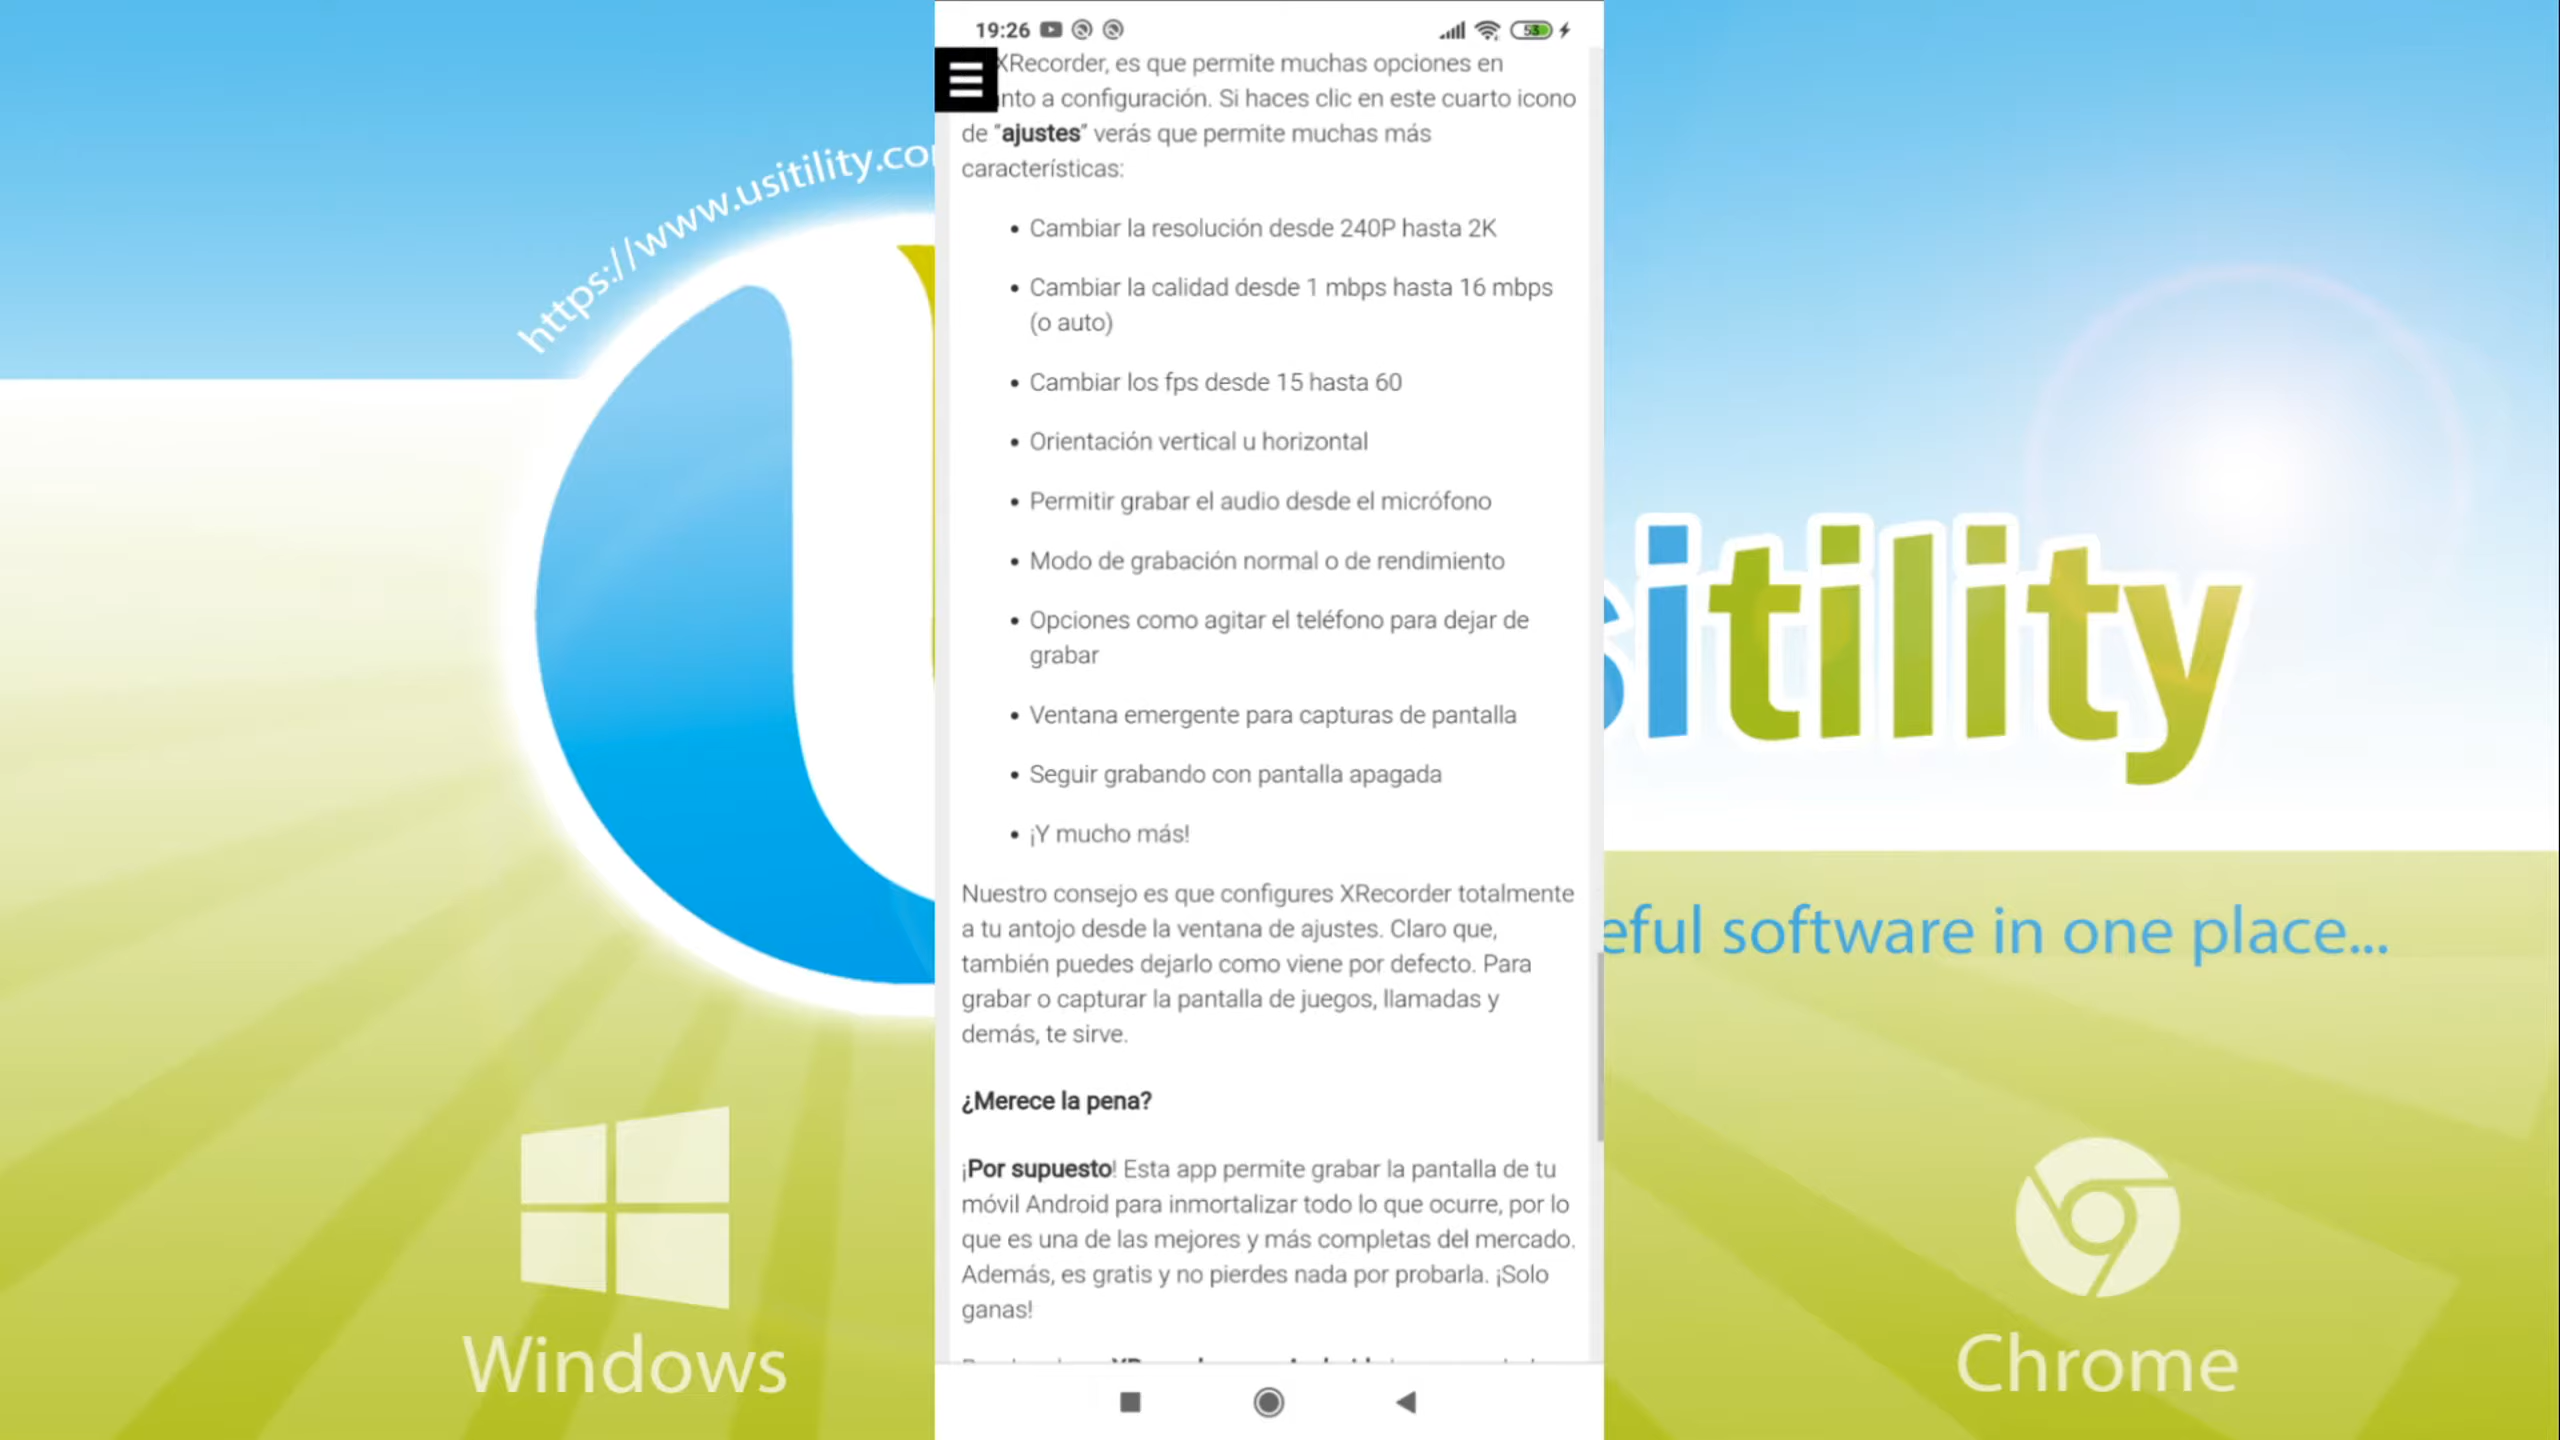 https://www.usitility.co
19:26
53
XRecorder, es que permite muchas opciones en
nto a configuración. Si haces clic en este cuarto icono
de "ajustes" verás que permite muchas más
características:
• Cambiar la resolución desde 240P hasta 2K
• Cambiar la calidad desde 1 mbps hasta 16 mbps
(o auto)
• Cambiar los fps desde 15 hasta 60
• Orientación vertical u horizontal
• Permitir grabar el audio desde el micrófono
• Modo de grabación normal o de rendimiento
• Opciones como agitar el teléfono para dejar de
grabar
• Ventana emergente para capturas de pantalla
• Seguir grabando con pantalla apagada
• ¡Y mucho más!
Nuestro consejo es que configures XRecorder totalmente
a tu antojo desde la ventana de ajustes. Claro que,
también puedes dejarlo como viene por defecto. Para
grabar o capturar la pantalla de juegos, llamadas y
demás, te sirve.
¿Merece la pena?
¡Por supuesto! Esta app permite grabar la pantalla de tu
móvil Android para inmortalizar todo lo que ocurre, por lo
que es una de las mejores y más completas del mercado.
Además, es gratis y no pierdes nada por probarla. ¡Solo
ganas!
sitility
eful software in one place...
Windows
Chrome